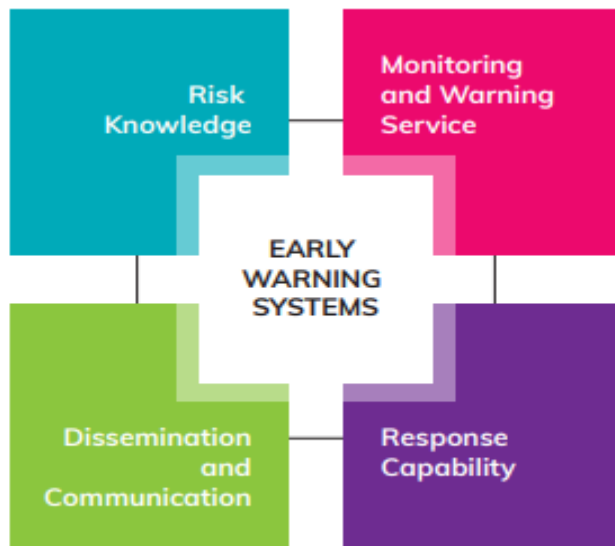 Risk
Knowledge
Monitoring
and Warning
Service
EARLY
WARNING
SYSTEMS
Dissemination
and
Communication
Response
Capability